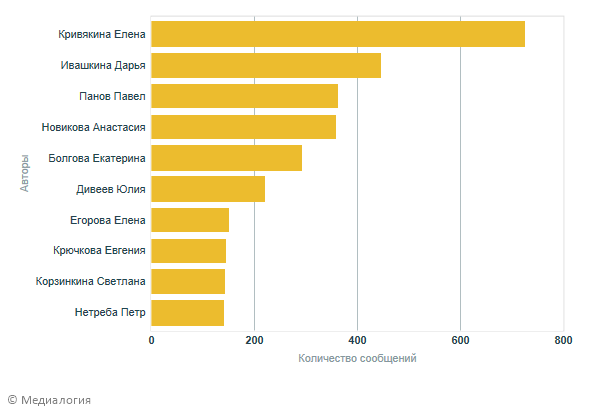 Кривякина Елена
Ивашкина Дарья
Панов Павел
Новикова Анастасия
Болгова Екатерина
Дивеев Юлия
Егорова Елена
Крючкова Евгения
Корзинкина Светлана
Нетреба Петр
Авторы
0 200 400 600 800
Количество сообщений
© Медиалогия